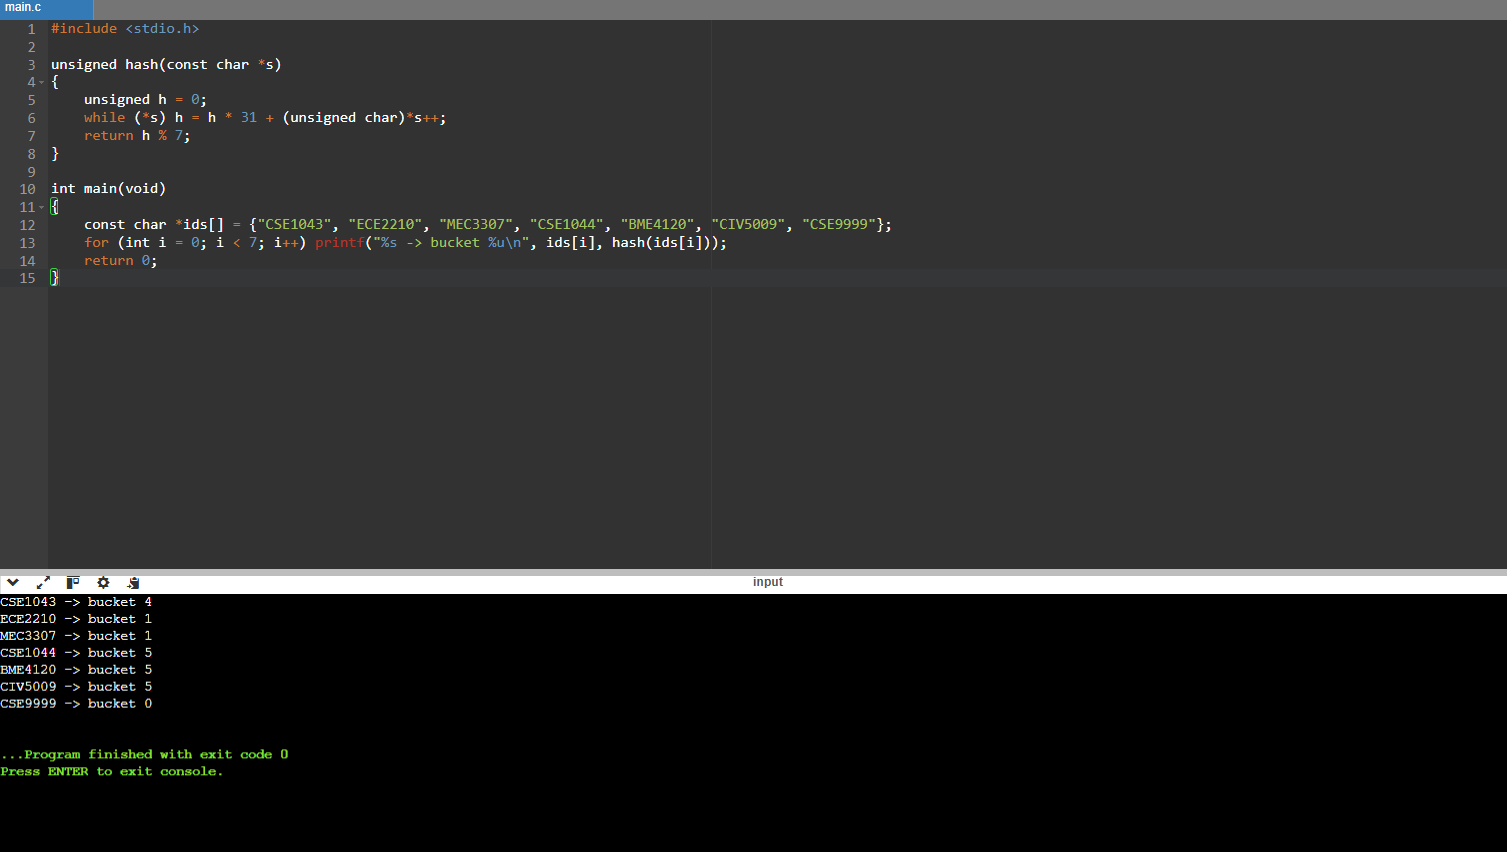 main.c
1 #include <stdio.h>
2
3 unsigned hash(const char *s)
4 {
5     unsigned h = 0;
6     while (*s) h = h * 31 + (unsigned char)*s++;
7     return h % 7;
8 }
9
10 int main(void)
11 {
12     const char *ids[] = {"CSE1043", "ECE2210", "MEC3307", "CSE1044", "BME4120", "CIV5009", "CSE9999"};
13     for (int i = 0; i < 7; i++) printf("%s -> bucket %u\n", ids[i], hash(ids[i]));
14     return 0;
15 }
input
CSE1043 -> bucket 4
ECE2210 -> bucket 1
MEC3307 -> bucket 1
CSE1044 -> bucket 5
BME4120 -> bucket 5
CIV5009 -> bucket 5
CSE9999 -> bucket 0
...Program finished with exit code 0
Press ENTER to exit console.